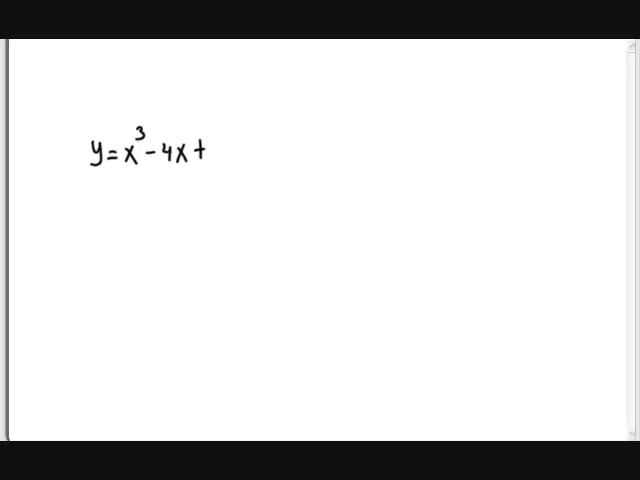 y = x³ - 4x +